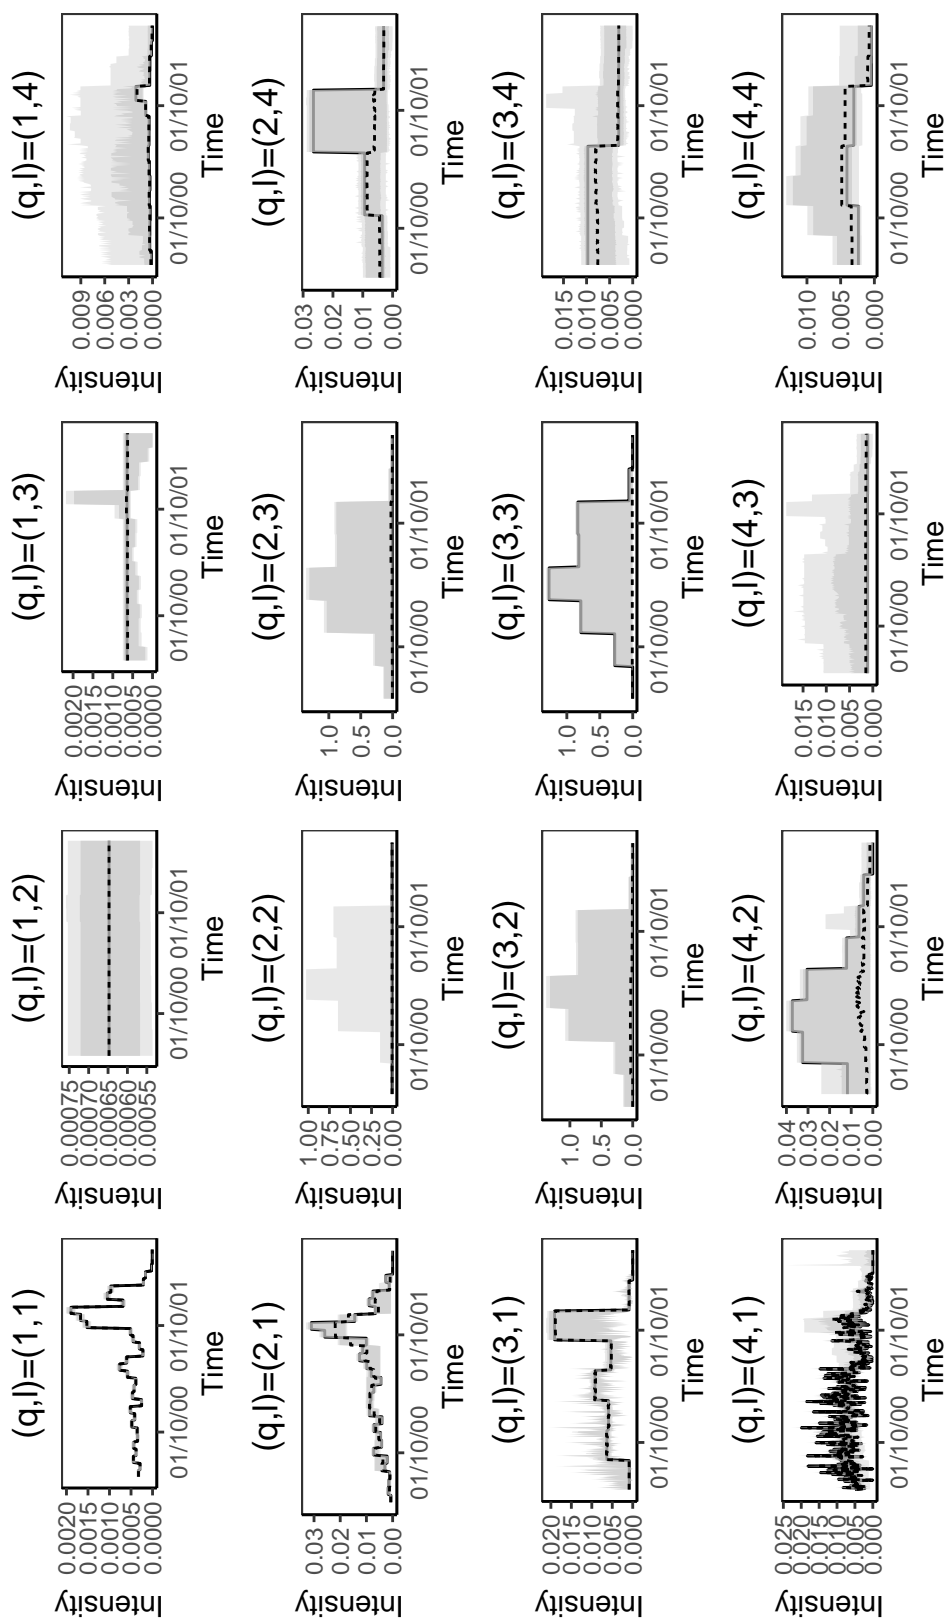 (q,l)=(1,1)
Intensity
0.0020
0.0015
0.0010
0.0005
0.0000
01/10/00 01/10/01
Time
(q,l)=(1,2)
Intensity
0.00075
0.00070
0.00065
0.00060
0.00055
01/10/00 01/10/01
Time
(q,l)=(1,3)
Intensity
0.0020
0.0015
0.0010
0.0005
0.0000
01/10/00 01/10/01
Time
(q,l)=(1,4)
Intensity
0.009
0.006
0.003
0.000
01/10/00 01/10/01
Time
(q,l)=(2,1)
Intensity
0.03
0.02
0.01
0.00
01/10/00 01/10/01
Time
(q,l)=(2,2)
Intensity
1.00
0.75
0.50
0.25
0.00
01/10/00 01/10/01
Time
(q,l)=(2,3)
Intensity
1.0
0.5
0.0
01/10/00 01/10/01
Time
(q,l)=(2,4)
Intensity
0.03
0.02
0.01
0.00
01/10/00 01/10/01
Time
(q,l)=(3,1)
Intensity
0.020
0.015
0.010
0.005
0.000
01/10/00 01/10/01
Time
(q,l)=(3,2)
Intensity
1.0
0.5
0.0
01/10/00 01/10/01
Time
(q,l)=(3,3)
Intensity
1.0
0.5
0.0
01/10/00 01/10/01
Time
(q,l)=(3,4)
Intensity
0.015
0.010
0.005
0.000
01/10/00 01/10/01
Time
(q,l)=(4,1)
Intensity
0.025
0.020
0.015
0.010
0.005
0.000
01/10/00 01/10/01
Time
(q,l)=(4,2)
Intensity
0.04
0.03
0.02
0.01
0.00
01/10/00 01/10/01
Time
(q,l)=(4,3)
Intensity
0.015
0.010
0.005
0.000
01/10/00 01/10/01
Time
(q,l)=(4,4)
Intensity
0.010
0.005
0.000
01/10/00 01/10/01
Time